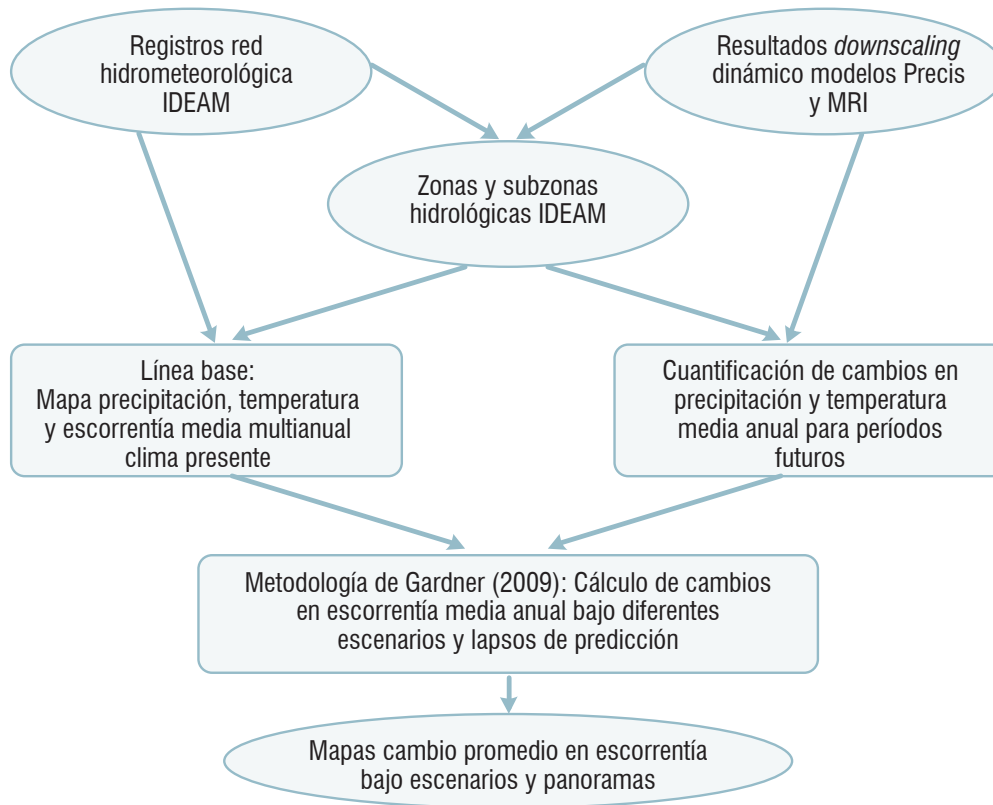 Registros red
hidrometeorológica
IDEAM
Resultados downscaling
dinámico modelos Precis
y MRI
Zonas y subzonas
hidrológicas IDEAM
Línea base:
Mapa precipitación, temperatura
y escorrentía media multianual
clima presente
Cuantificación de cambios en
precipitación y temperatura
media anual para períodos
futuros
Metodología de Gardner (2009): Cálculo de cambios
en escorrentía media anual bajo diferentes
escenarios y lapsos de predicción
Mapas cambio promedio en escorrentía
bajo escenarios y panoramas